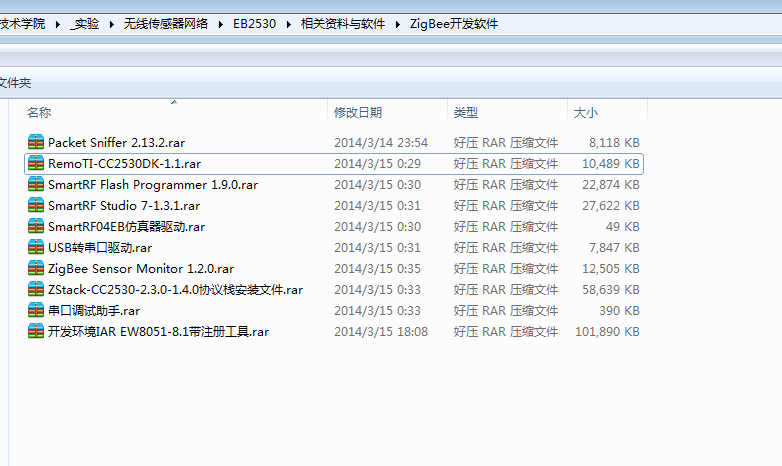 技术学院 ▸ _实验 ▸ 无线传感器网络 ▸ EB2530 ▸ 相关资料与软件 ▸ ZigBee开发软件
文件夹
名称 修改日期 类型 大小
Packet Sniffer 2.13.2.rar 2014/3/14 23:54 好压 RAR 压缩文件 8,118 KB
RemoTI-CC2530DK-1.1.rar 2014/3/15 0:29 好压 RAR 压缩文件 10,489 KB
SmartRF Flash Programmer 1.9.0.rar 2014/3/15 0:30 好压 RAR 压缩文件 22,874 KB
SmartRF Studio 7-1.3.1.rar 2014/3/15 0:31 好压 RAR 压缩文件 27,622 KB
SmartRF04EB仿真器驱动.rar 2014/3/15 0:30 好压 RAR 压缩文件 49 KB
USB转串口驱动.rar 2014/3/15 0:31 好压 RAR 压缩文件 7,847 KB
ZigBee Sensor Monitor 1.2.0.rar 2014/3/15 0:35 好压 RAR 压缩文件 12,505 KB
ZStack-CC2530-2.3.0-1.4.0协议栈安装文件.rar 2014/3/15 0:33 好压 RAR 压缩文件 58,639 KB
串口调试助手.rar 2014/3/15 0:33 好压 RAR 压缩文件 390 KB
开发环境IAR EW8051-8.1带注册工具.rar 2014/3/15 18:08 好压 RAR 压缩文件 101,890 KB